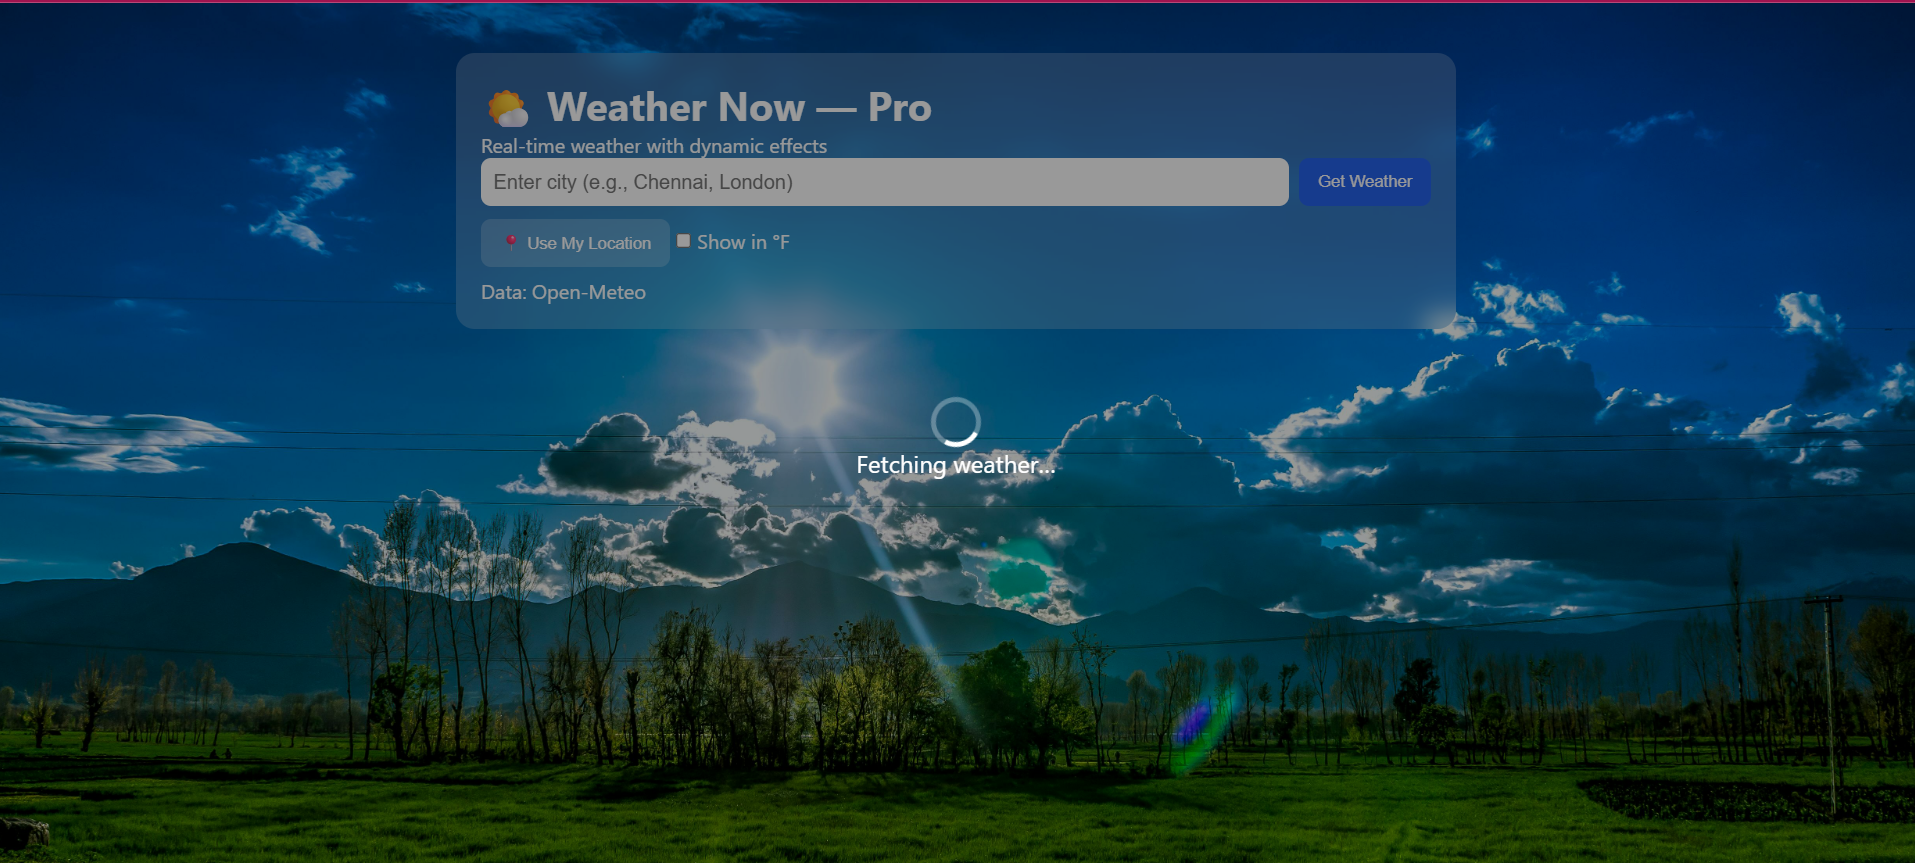 Weather Now — Pro
Real-time weather with dynamic effects
Enter city (e.g., Chennai, London)
Get Weather
Use My Location
Show in °F
Data: Open-Meteo
Fetching weather...